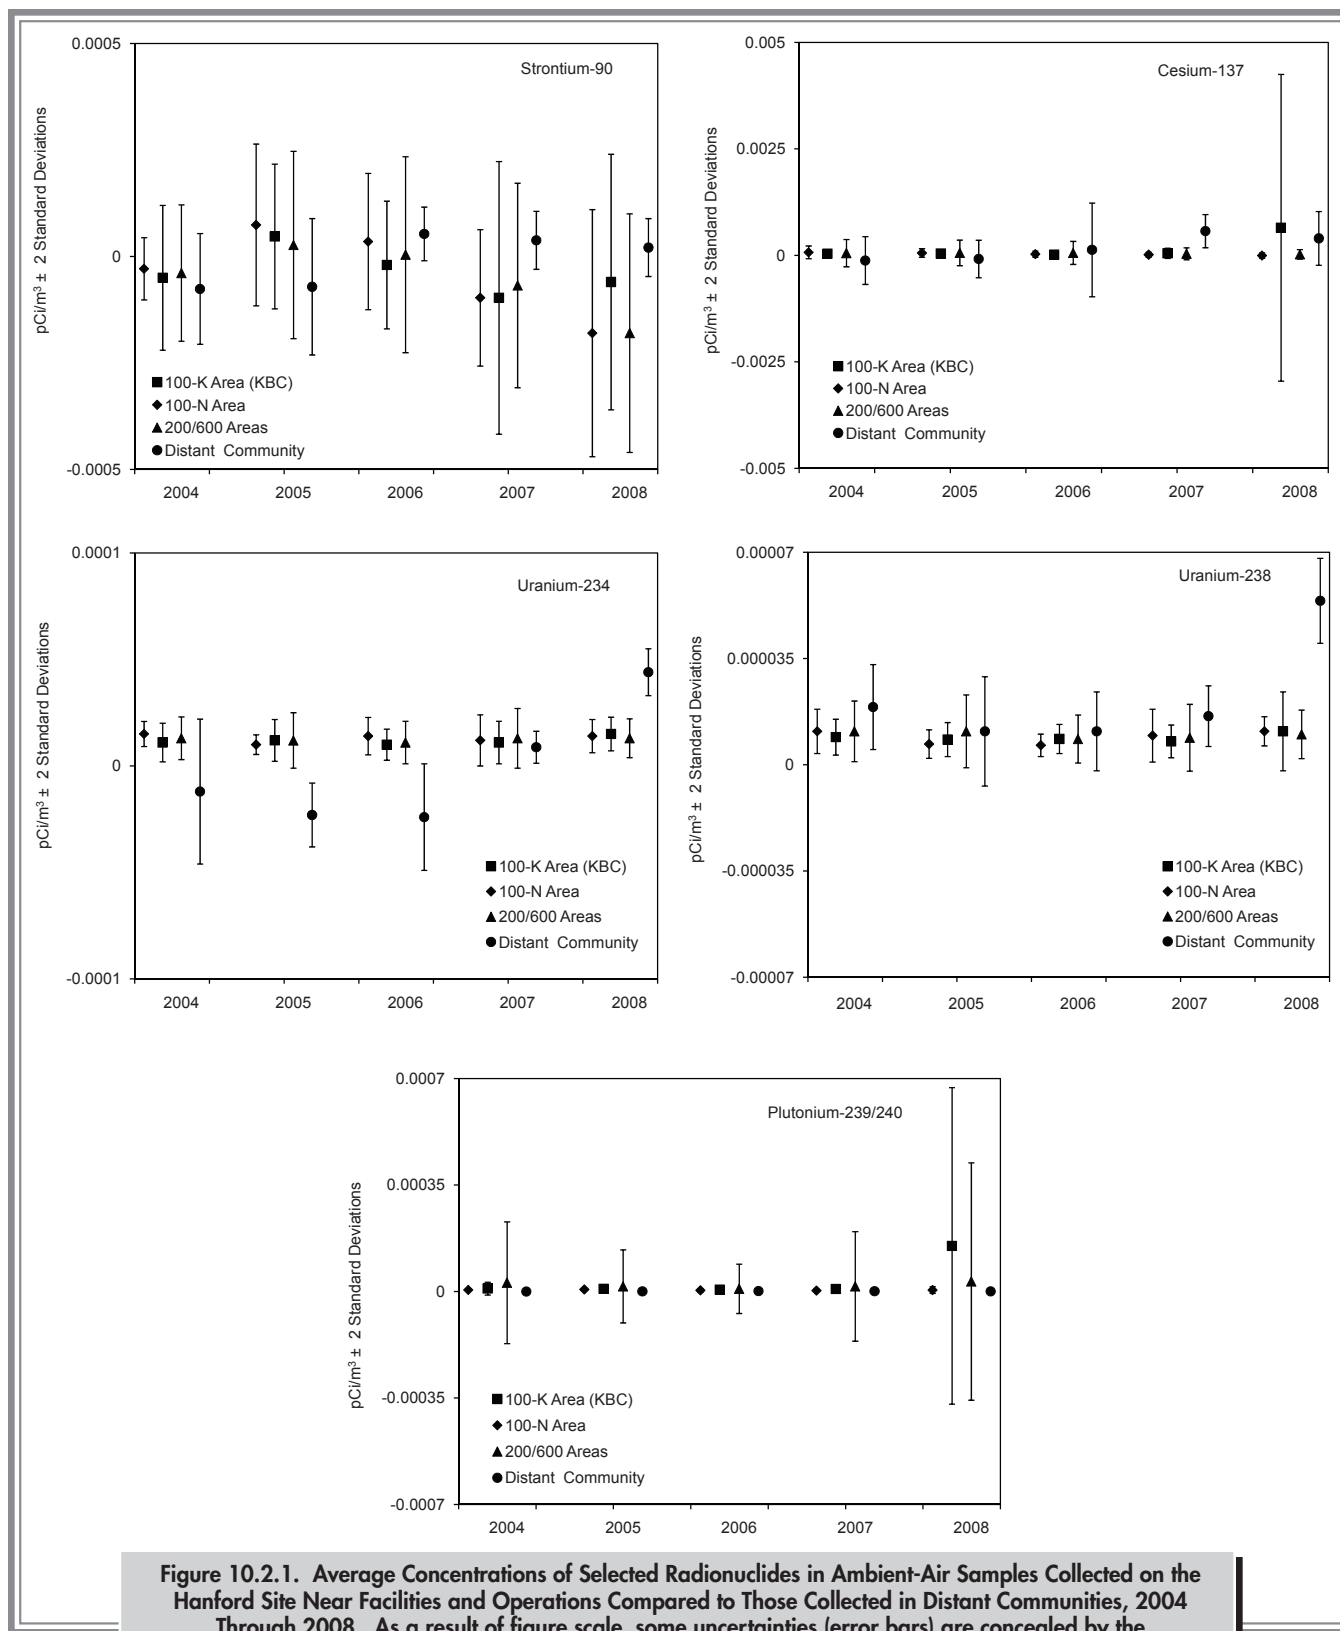 0.0005
0
-0.0005
pCi/m³ ± 2 Standard Deviations
Strontium-90
■ 100-K Area (KBC)
◆ 100-N Area
▲ 200/600 Areas
● Distant Community
2004 2005 2006 2007 2008
0.005
0.0025
0
-0.0025
-0.005
pCi/m³ ± 2 Standard Deviations
Cesium-137
■ 100-K Area (KBC)
◆ 100-N Area
▲ 200/600 Areas
● Distant Community
2004 2005 2006 2007 2008
0.0001
0
-0.0001
pCi/m³ ± 2 Standard Deviations
Uranium-234
■ 100-K Area (KBC)
◆ 100-N Area
▲ 200/600 Areas
● Distant Community
2004 2005 2006 2007 2008
0.00007
0.000035
0
-0.000035
-0.00007
pCi/m³ ± 2 Standard Deviations
Uranium-238
■ 100-K Area (KBC)
◆ 100-N Area
▲ 200/600 Areas
● Distant Community
2004 2005 2006 2007 2008
0.0007
0.00035
0
-0.00035
-0.0007
pCi/m³ ± 2 Standard Deviations
Plutonium-239/240
■ 100-K Area (KBC)
◆ 100-N Area
▲ 200/600 Areas
● Distant Community
2004 2005 2006 2007 2008
Figure 10.2.1. Average Concentrations of Selected Radionuclides in Ambient-Air Samples Collected on the
Hanford Site Near Facilities and Operations Compared to Those Collected in Distant Communities, 2004
Through 2008. As a result of figure scale, some uncertainties (error bars) are concealed by the